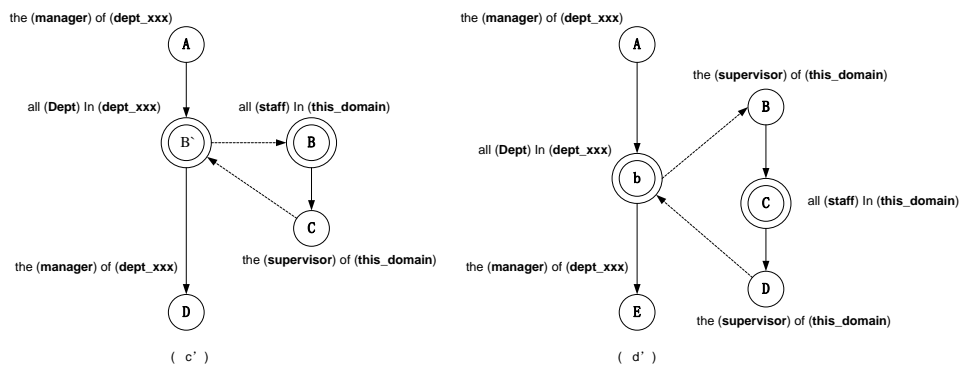 the (manager) of (dept_xxx)
A
all (Dept) In (dept_xxx)
all (staff) In (this_domain)
B`
B
C
the (supervisor) of (this_domain)
the (manager) of (dept_xxx)
D
( c’ )
the (manager) of (dept_xxx)
A
the (supervisor) of (this_domain)
B
all (Dept) In (dept_xxx)
b
C
all (staff) In (this_domain)
the (manager) of (dept_xxx)
D
E
the (supervisor) of (this_domain)
( d’ )